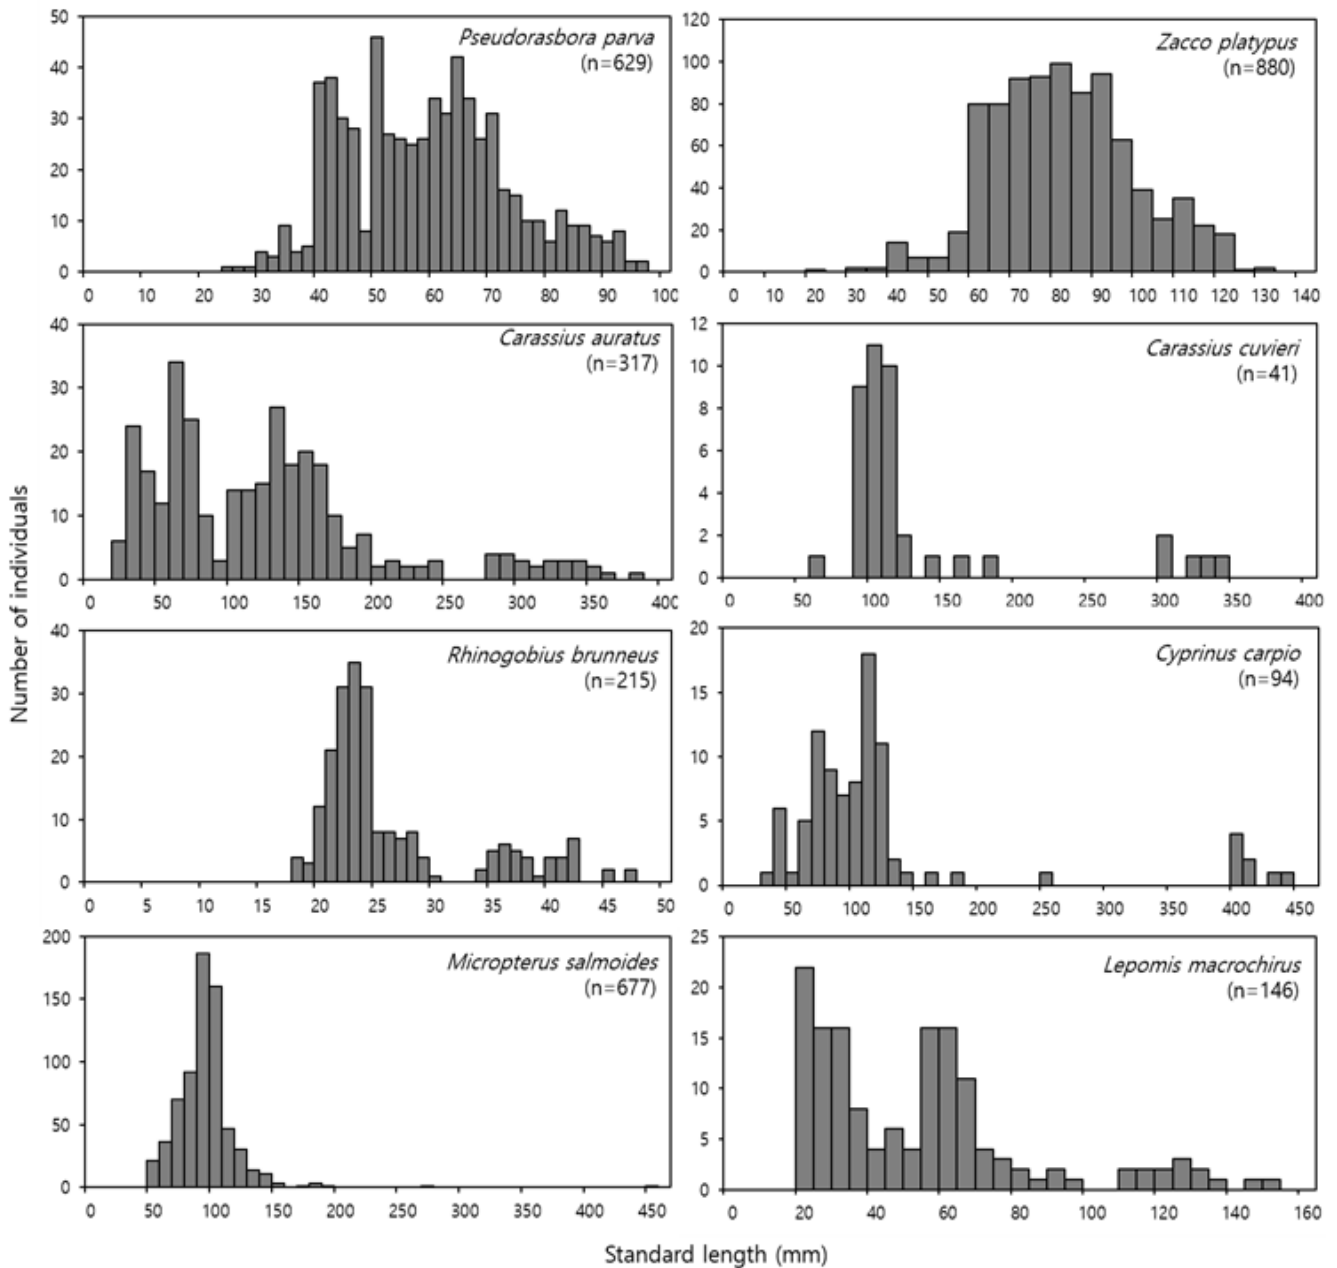 Number of individuals
50
40
30
20
10
0
Pseudorasbora parva
(n=629)
0 10 20 30 40 50 60 70 80 90 100
120
100
80
60
40
20
0
Zacco platypus
(n=880)
0 10 20 30 40 50 60 70 80 90 100 110 120 130 140
40
30
20
10
0
Carassius auratus
(n=317)
0 50 100 150 200 250 300 350 400
12
10
8
6
4
2
0
Carassius cuvieri
(n=41)
0 50 100 150 200 250 300 350 400
40
30
20
10
0
Rhinogobius brunneus
(n=215)
0 5 10 15 20 25 30 35 40 45 50
20
15
10
5
0
Cyprinus carpio
(n=94)
0 50 100 150 200 250 300 350 400 450
200
150
100
50
0
Micropterus salmoides
(n=677)
0 50 100 150 200 250 300 350 400 450
25
20
15
10
5
0
Lepomis macrochirus
(n=146)
0 20 40 60 80 100 120 140 160
Standard length (mm)